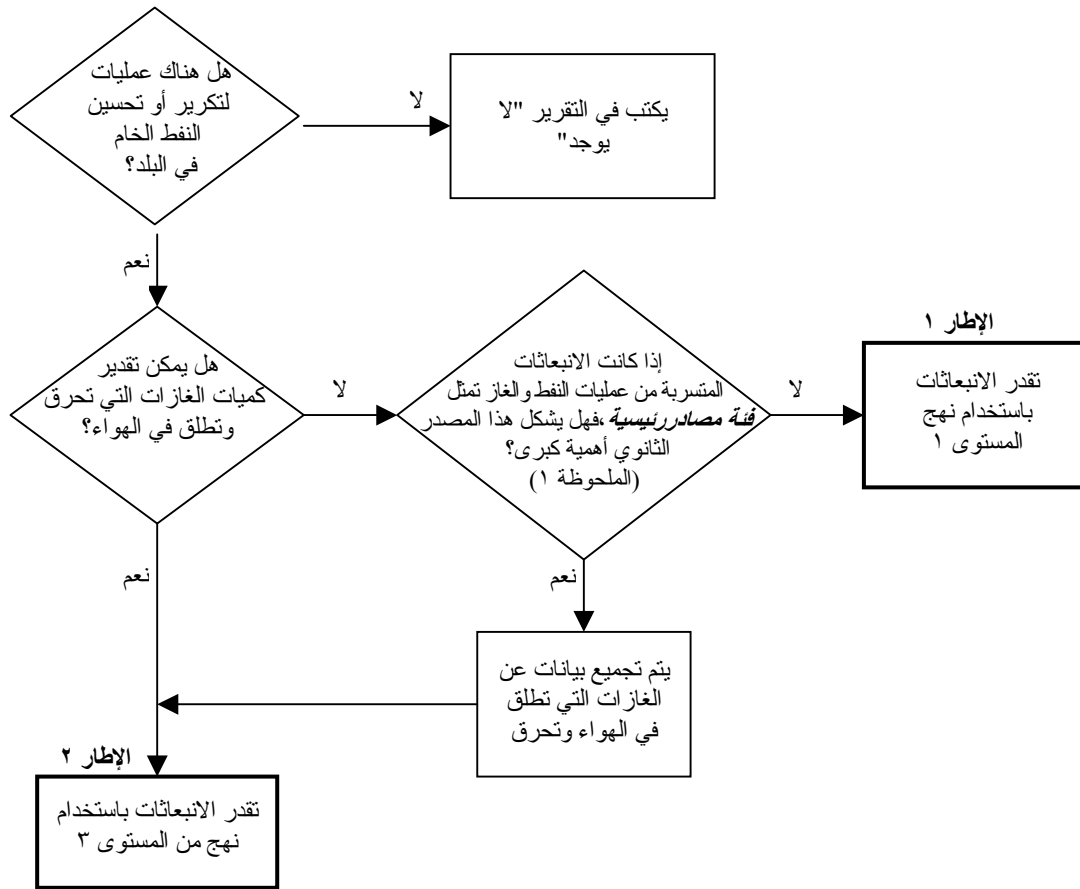 هل هناك عمليات
لتكرير أو تحسين
النفط الخام
في البلد؟
لا
يكتب في التقرير "لا
يوجد"
نعم
هل يمكن تقدير
كميات الغازات التي تحرق
وتطلق في الهواء؟
لا
إذا كانت الانبعاثات
المتسربة من عمليات النفط والغاز تمثل
فئة مصادر رئيسية، فهل يشكل هذا المصدر
الثانوي أهمية كبرى؟
(الملحوظة ١)
لا
الإطار ١
تقدر الانبعاثات
باستخدام نهج
المستوى ١
نعم
نعم
يتم تجميع بيانات عن
الغازات التي تطلق
في الهواء وتحرق
الإطار ٢
تقدر الانبعاثات باستخدام
نهج من المستوى ٣